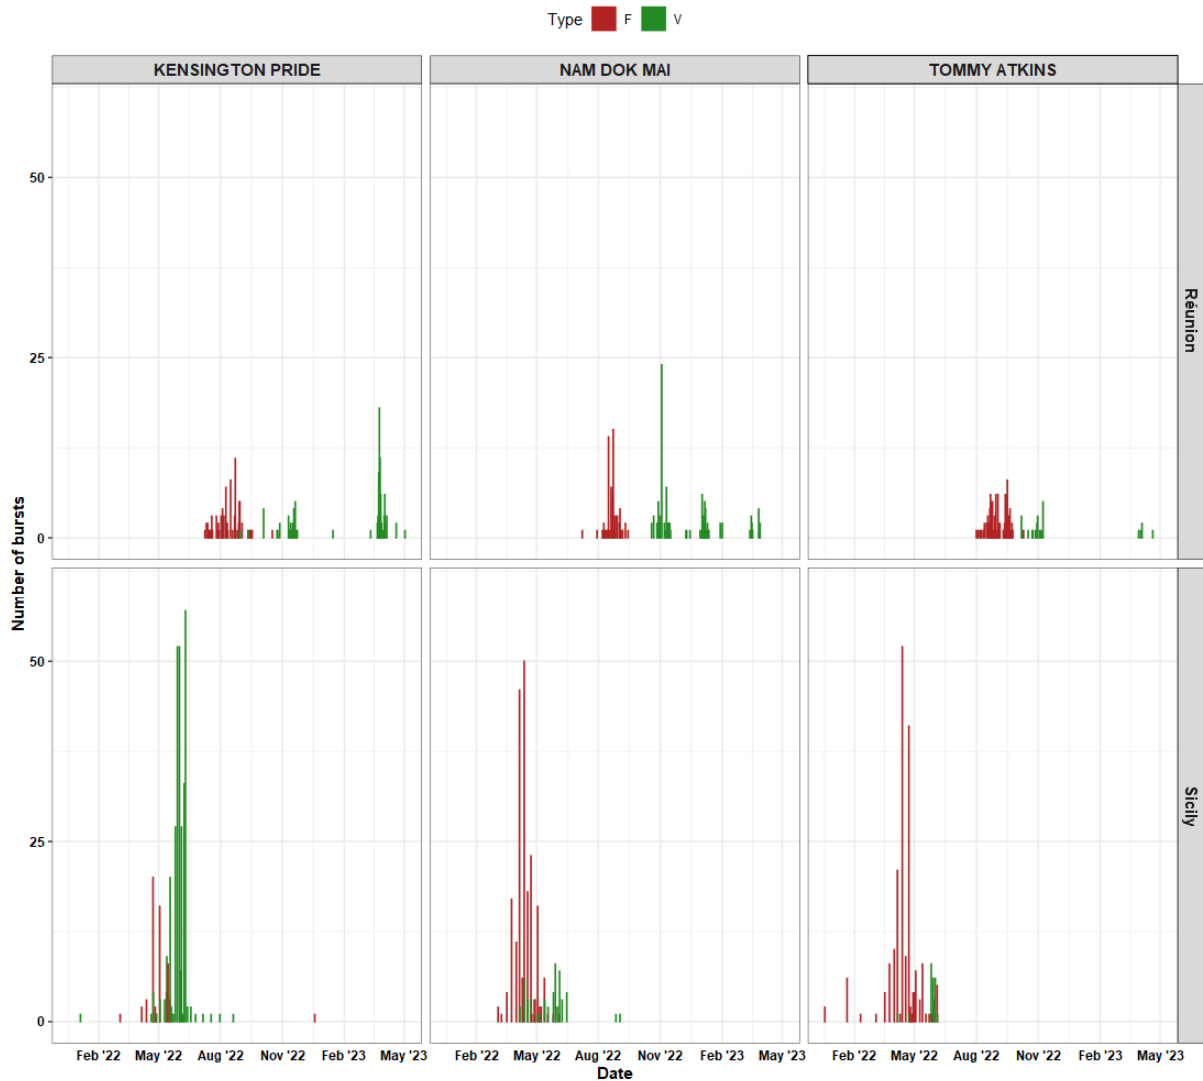 Type F V
KENSINGTON PRIDE NAM DOK MAI TOMMY ATKINS
50
25
0
Réunion
Number of bursts
50
25
0
Sicily
Feb '22 May '22 Aug '22 Nov '22 Feb '23 May '23 Feb '22 May '22 Aug '22 Nov '22 Feb '23 May '23 Feb '22 May '22 Aug '22 Nov '22 Feb '23 May '23
Date